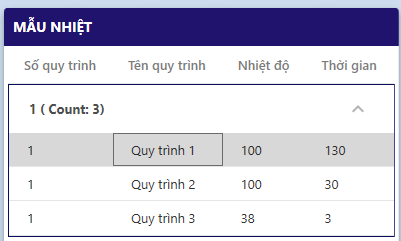 MẪU NHIỆT
Số quy trình Tên quy trình Nhiệt độ Thời gian
1 ( Count: 3)
1 Quy trình 1 100 130
1 Quy trình 2 100 30
1 Quy trình 3 38 3